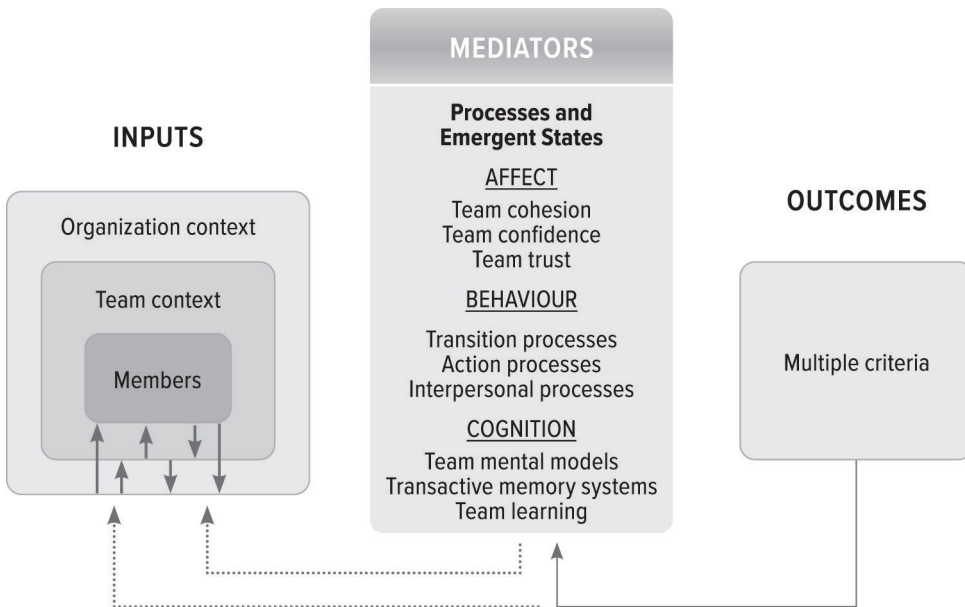 INPUTS
Organization context
Team context
Members
MEDIATORS
Processes and
Emergent States
AFFECT
Team cohesion
Team confidence
Team trust
BEHAVIOUR
Transition processes
Action processes
Interpersonal processes
COGNITION
Team mental models
Transactive memory systems
Team learning
OUTCOMES
Multiple criteria